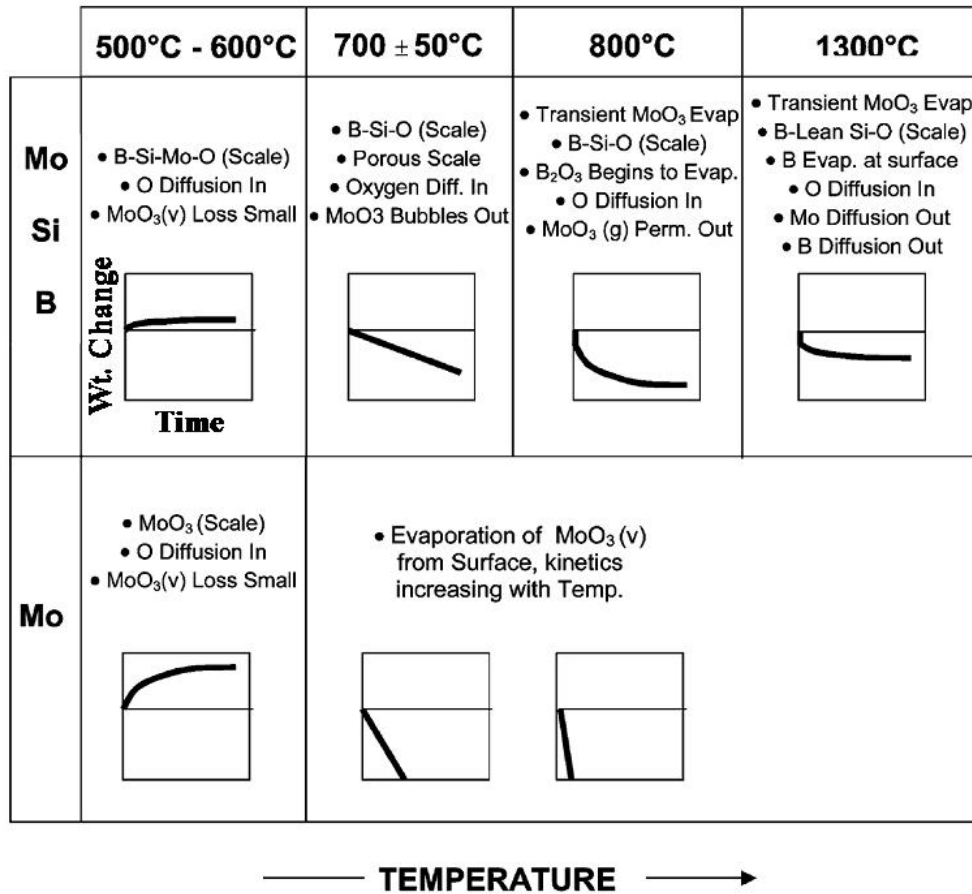 500°C - 600°C
700 ± 50°C
800°C
1300°C
Mo
Si
B
• B-Si-Mo-O (Scale)
• O Diffusion In
• MoO₃(v) Loss Small
Wt. Change
Time
• B-Si-O (Scale)
• Porous Scale
• Oxygen Diff. In
• MoO3 Bubbles Out
• Transient MoO₃ Evap
• B-Si-O (Scale)
• B₂O₃ Begins to Evap.
• O Diffusion In
• MoO₃ (g) Perm. Out
• Transient MoO₃ Evap
• B-Lean Si-O (Scale)
• B Evap. at surface
• O Diffusion In
• Mo Diffusion Out
• B Diffusion Out
Mo
• MoO₃ (Scale)
• O Diffusion In
• MoO₃(v) Loss Small
• Evaporation of MoO₃ (v)
from Surface, kinetics
increasing with Temp.
TEMPERATURE